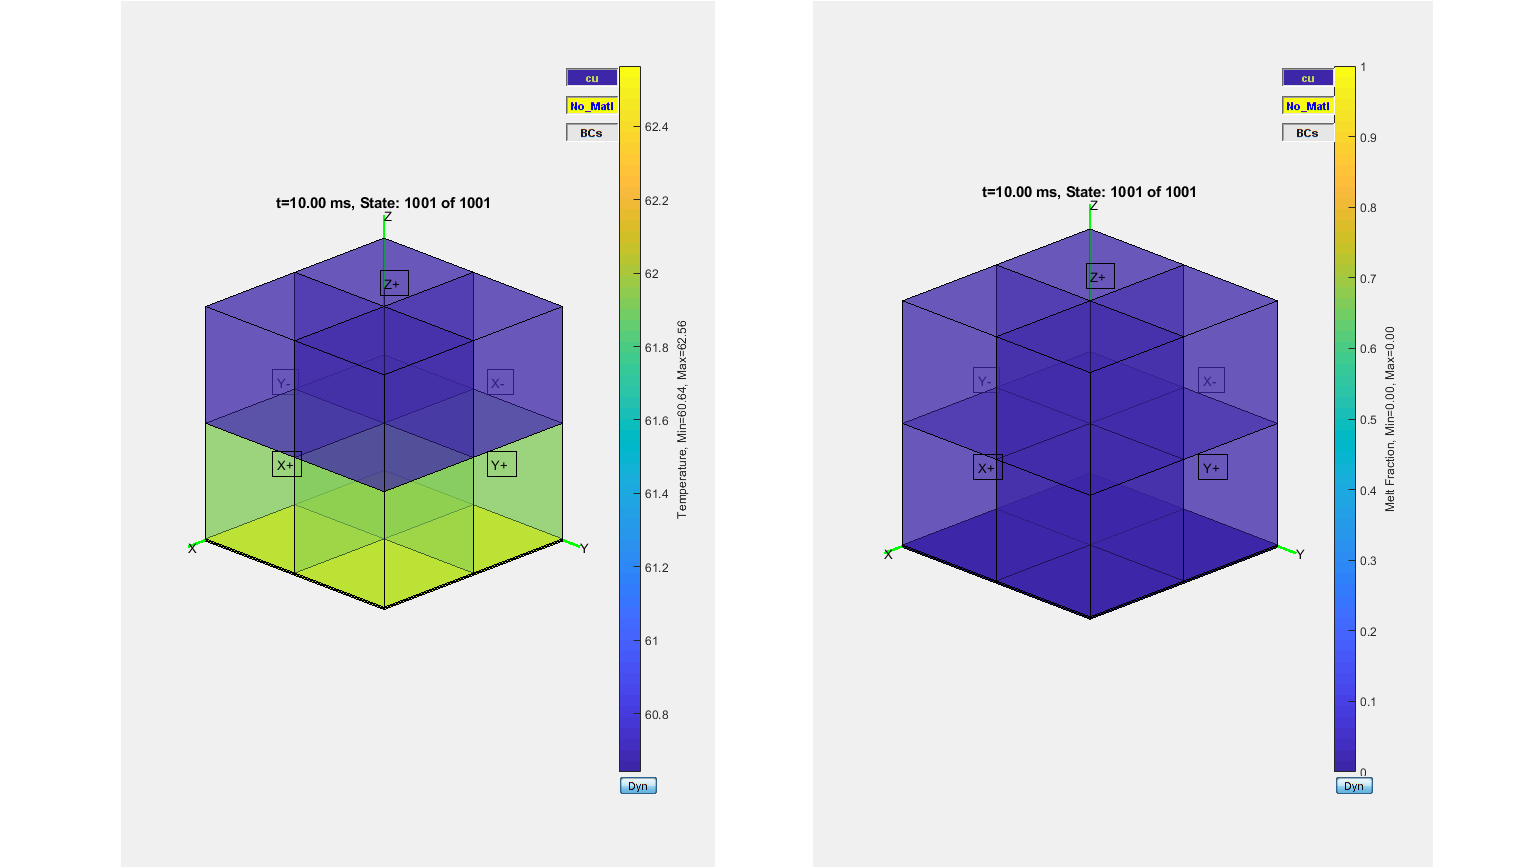 cu
No_Matl
BCs
62.4
62.2
62
61.8
61.6
61.4
61.2
61
60.8
Temperature, Min=60.64, Max=62.56
t=10.00 ms, State: 1001 of 1001
Z
Z+
Y-
X-
X+
Y+
X
Y
Dyn
cu
No_Matl
BCs
1
0.9
0.8
0.7
0.6
0.5
0.4
0.3
0.2
0.1
0
Melt Fraction, Min=0.00, Max=0.00
t=10.00 ms, State: 1001 of 1001
Z
Z+
Y-
X-
X+
Y+
X
Y
Dyn